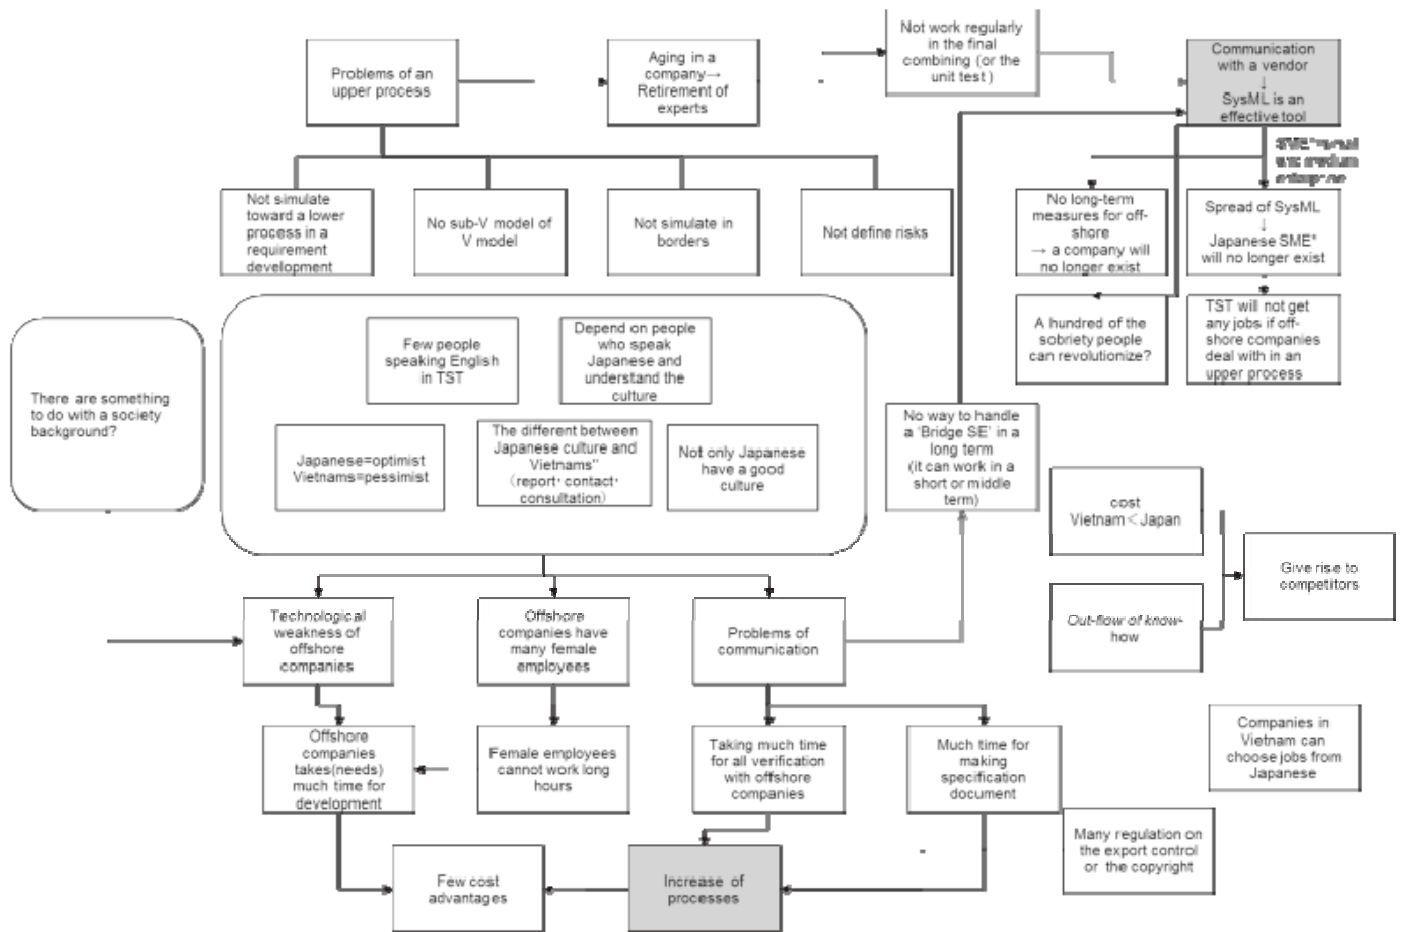 Not work regularly
in the final
combining (or the
unit test)
Problems of an
upper process
Aging in a
company→
Retirement of
experts
Communication
with a vendor
↓
SysML is an
effective tool
SME*=small
and medium
enterprise
Not simulate
toward a lower
process in a
requirement
development
No sub-V model of
V model
Not simulate in
borders
Not define risks
No long-term
measures for off-
shore
→ a company will
no longer exist
Spread of SysML
↓
Japanese SME*
will no longer exist
A hundred of the
sobriety people
can revolutionize?
TST will not get
any jobs if off-
shore companies
deal with in an
upper process
There are something
to do with a society
background?
Few people
speaking English
in TST
Depend on people
who speak
Japanese and
understand the
culture
Japanese=optimist
Vietnams=pessimist
The different between
Japanese culture and
Vietnams"
(report・contact・
consultation)
Not only Japanese
have a good
culture
No way to handle
a 'Bridge SE' in a
long term
(it can work in a
short or middle
term)
cost
Vietnam＜Japan
Give rise to
competitors
Out-flow of know-
how
Technological
weakness of
offshore
companies
Offshore
companies have
many female
employees
Problems of
communication
Offshore
companies
takes(needs)
much time for
development
Female employees
cannot work long
hours
Taking much time
for all verification
with offshore
companies
Much time for
making
specification
document
Companies in
Vietnam can
choose jobs from
Japanese
Many regulation on
the export control
or the copyright
Few cost
advantages
Increase of
processes